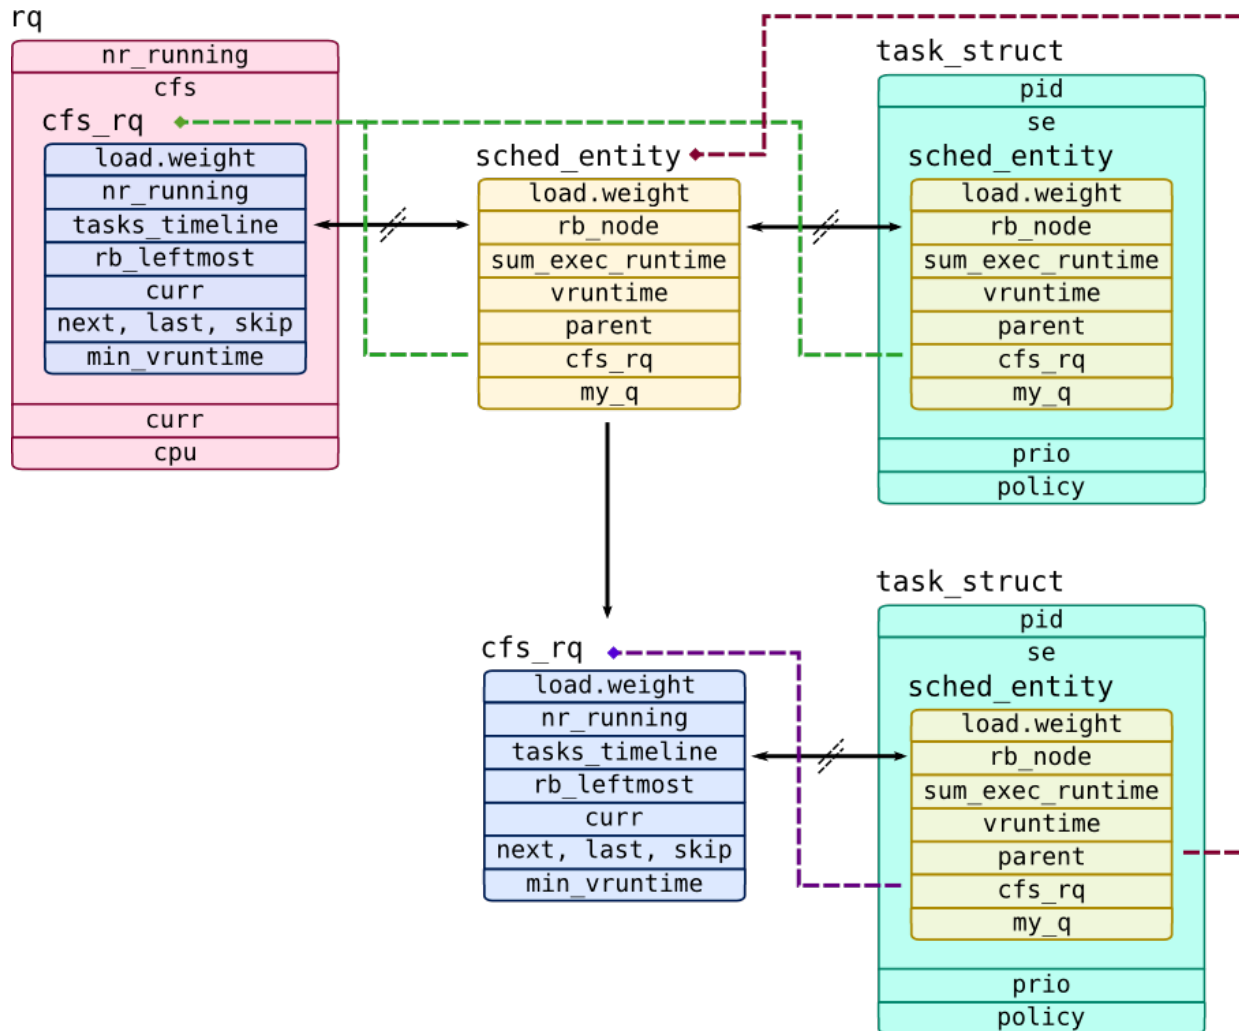 rq
nr_running
cfs
cfs_rq
load.weight
nr_running
tasks_timeline
rb_leftmost
curr
next, last, skip
min_vruntime
curr
cpu
sched_entity
load.weight
rb_node
sum_exec_runtime
vruntime
parent
cfs_rq
my_q
task_struct
pid
se
sched_entity
load.weight
rb_node
sum_exec_runtime
vruntime
parent
cfs_rq
my_q
prio
policy
cfs_rq
load.weight
nr_running
tasks_timeline
rb_leftmost
curr
next, last, skip
min_vruntime
task_struct
pid
se
sched_entity
load.weight
rb_node
sum_exec_runtime
vruntime
parent
cfs_rq
my_q
prio
policy